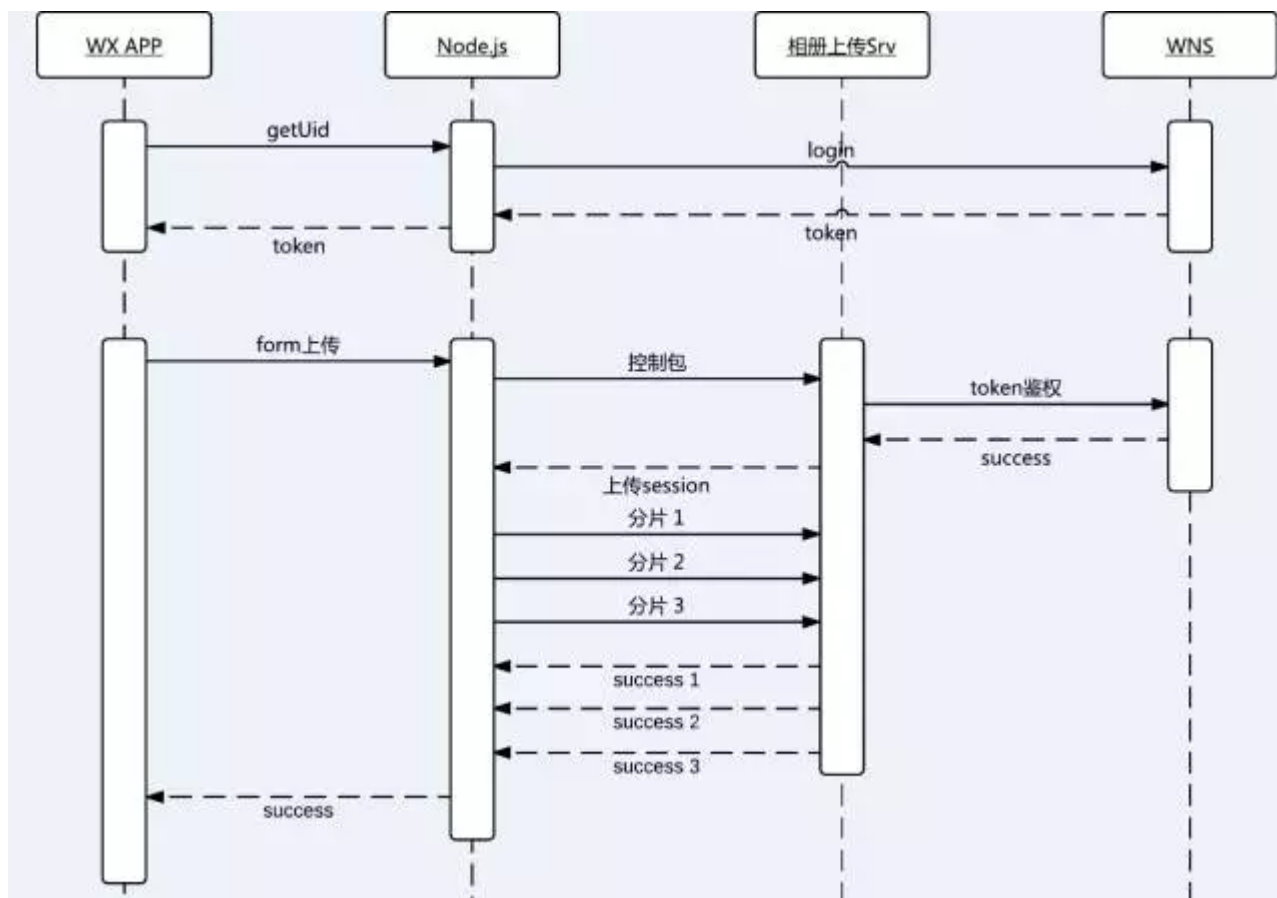 WX APP
Node.js
相册上传Srv
WNS
getUid
login
token
token
form上传
控制包
token鉴权
success
上传session
分片 1
分片 2
分片 3
success 1
success 2
success 3
success